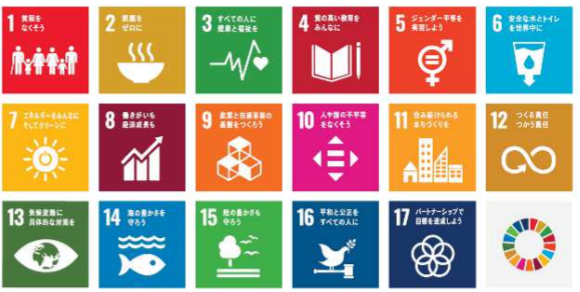 1 貧困を
なくそう
2 飢餓を
ゼロに
3 すべての人に
健康と福祉を
4 質の高い教育を
みんなに
5 ジェンダー平等を
実現しよう
6 安全な水とトイレ
を世界中に
7 エネルギーをみんなに
そしてクリーンに
8 働きがいも
経済成長も
9 産業と技術革新の
基盤をつくろう
10 人や国の不平等
をなくそう
11 住み続けられる
まちづくりを
12 つくる責任
つかう責任
13 気候変動に
具体的な対策を
14 海の豊かさを
守ろう
15 陸の豊かさも
守ろう
16 平和と公正を
すべての人に
17 パートナーシップで
目標を達成しよう